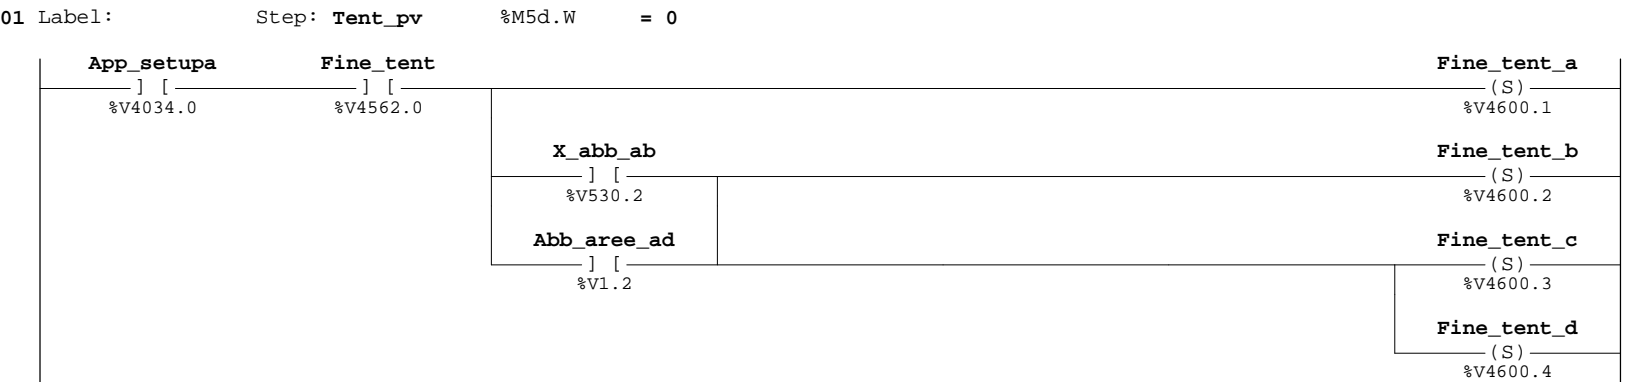 01 Label: Step: Tent_pv %M5d.W = 0
App_setupa Fine_tent Fine_tent_a
] [ ] [ (S)
%V4034.0 %V4562.0 %V4600.1
X_abb_ab Fine_tent_b
] [ (S)
%V530.2 %V4600.2
Abb_aree_ad Fine_tent_c
] [ (S)
%V1.2 %V4600.3
Fine_tent_d
(S)
%V4600.4